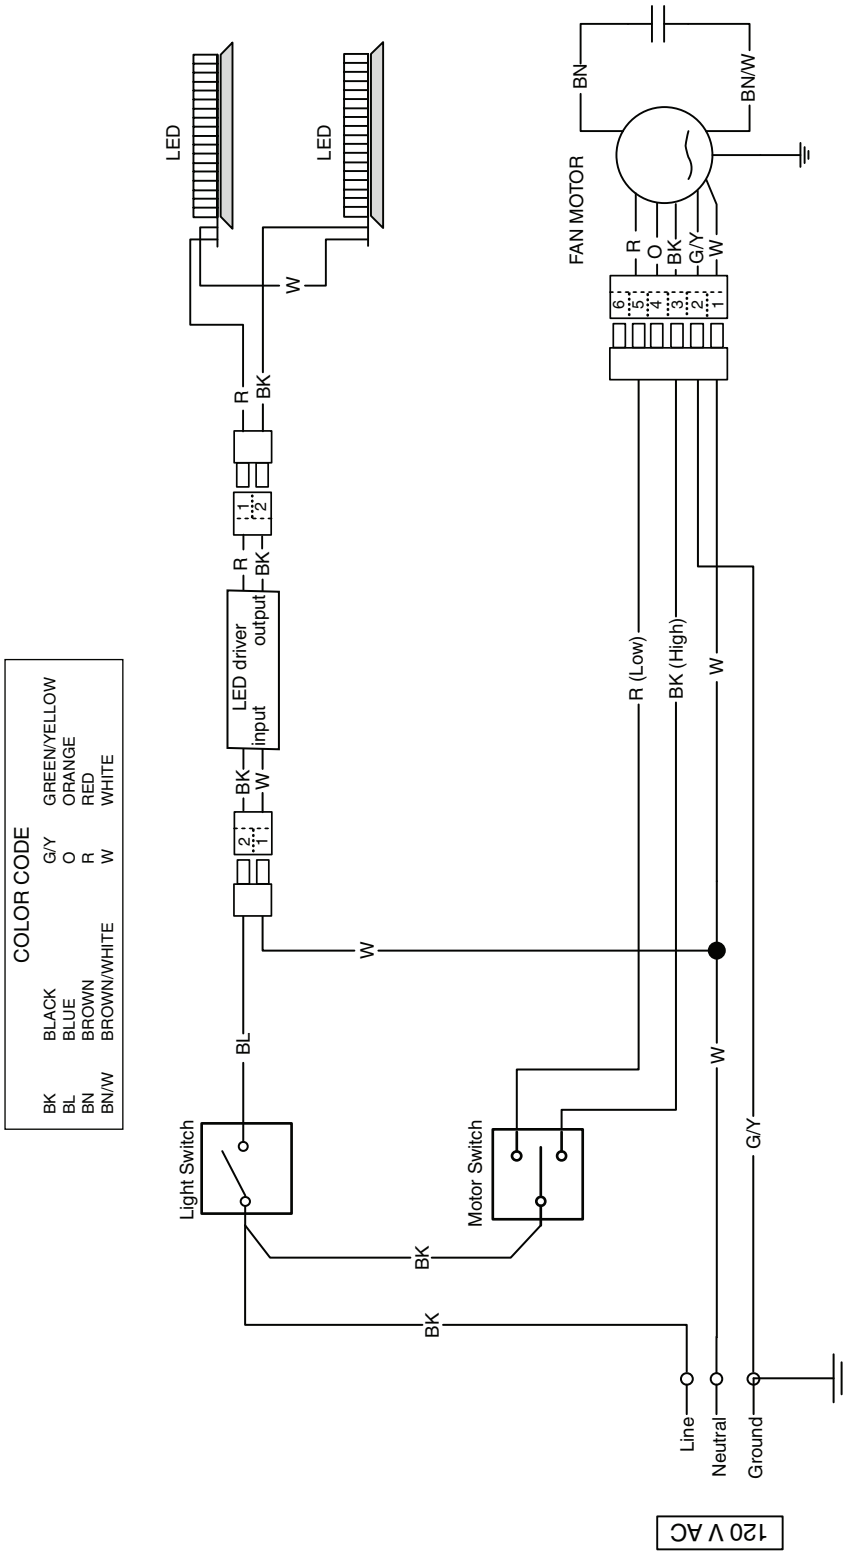 COLOR CODE
BK BLACK G/Y GREEN/YELLOW
BL BLUE O ORANGE
BN BROWN R RED
BN/W BROWN/WHITE W WHITE
LED
Light Switch
BL
2
1
BK
W
LED driver
input
output
R
BK
1
2
R
BK
W
LED
W
BK
BK
Motor Switch
R (Low)
BK (High)
W
W
G/Y
6
5
4
3
2
1
R
O
BK
G/Y
W
FAN MOTOR
BN
BN/W
Line
Neutral
Ground
120 V AC